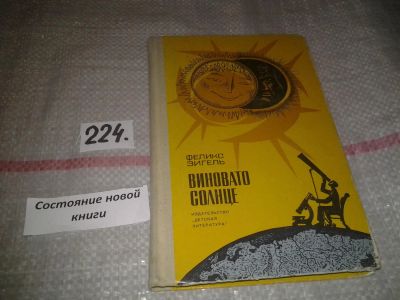 224.
Состояние новой
книги
ФЕЛИКС
ЗИГЕЛЬ
ВИНОВАТО
СОЛНЦЕ
ИЗДАТЕЛЬСТВО
„ДЕТСКАЯ
ЛИТЕРАТУРА"